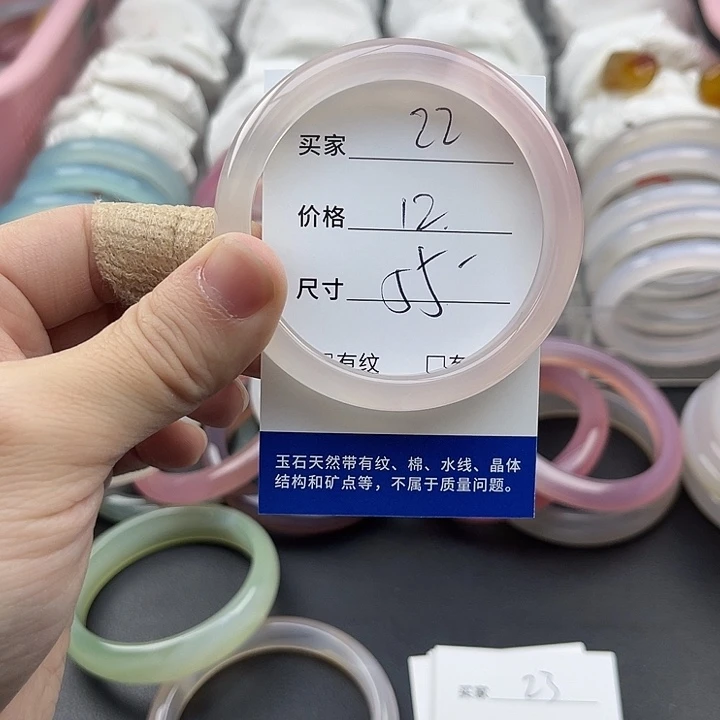 买家 22
价格 12.
尺寸 55
有纹
玉石天然带有纹、棉、水线、晶体
结构和矿点等，不属于质量问题。
买家 23